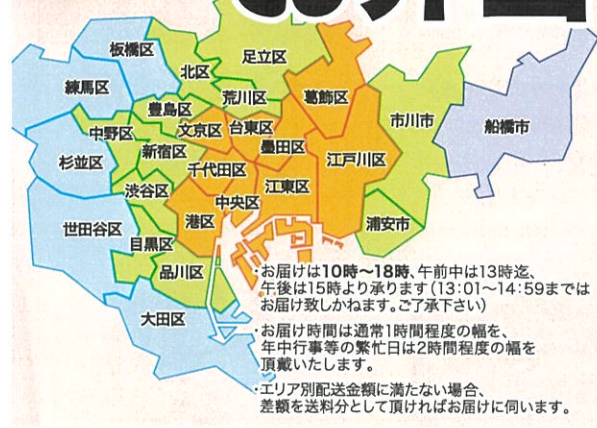 お弁当
板橋区
足立区
北区
練馬区
荒川区
葛飾区
豊島区
市川市
船橋市
中野区
文京区
台東区
杉並区
新宿区
墨田区
江戸川区
千代田区
渋谷区
江東区
中央区
港区
世田谷区
浦安市
目黒区
品川区
大田区
・お届けは10時〜18時、午前中は13時迄、
午後は15時より承ります(13:01〜14:59までは
お届け致しかねます。ご了承下さい)
・お届け時間は通常1時間程度の幅を、
年中行事等の繁忙日は2時間程度の幅を
頂戴いたします。
・エリア別配送金額に満たない場合、
差額を送料分として頂ければお届けに伺います。